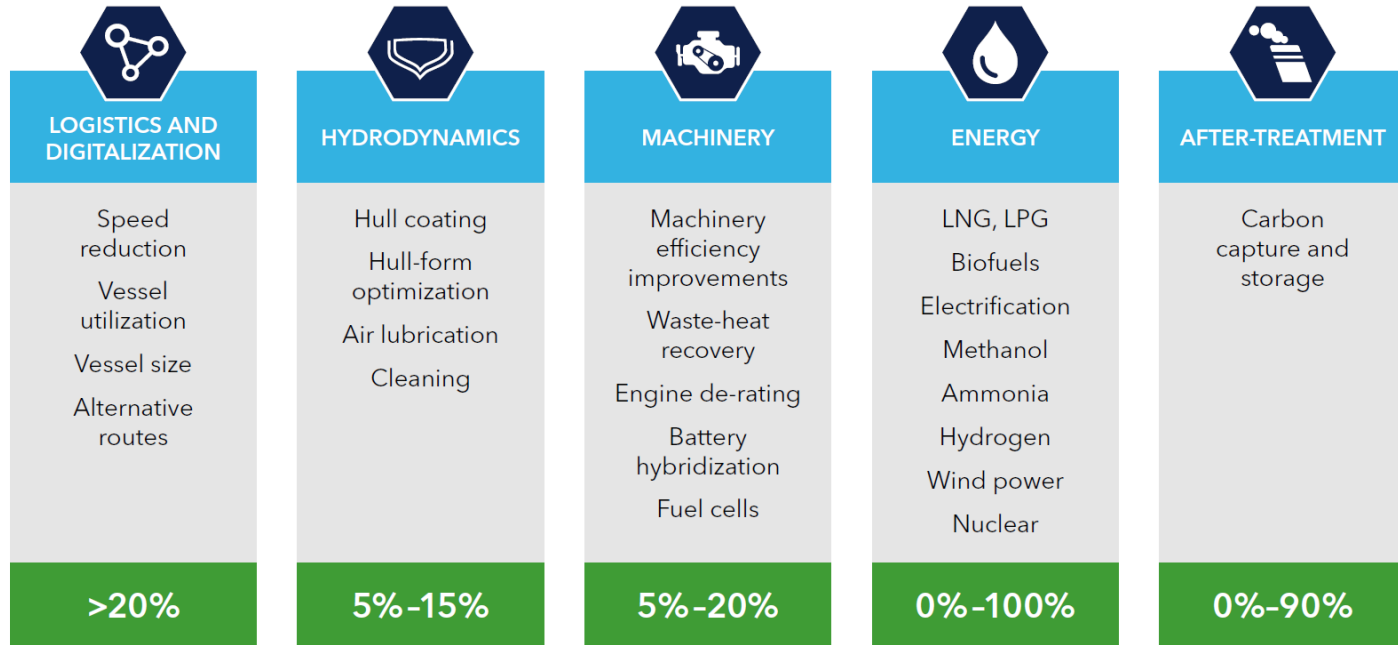 LOGISTICS AND
DIGITALIZATION
Speed
reduction
Vessel
utilization
Vessel size
Alternative
routes
>20%
HYDRODYNAMICS
Hull coating
Hull-form
optimization
Air lubrication
Cleaning
5%–15%
MACHINERY
Machinery
efficiency
improvements
Waste-heat
recovery
Engine de-rating
Battery
hybridization
Fuel cells
5%–20%
ENERGY
LNG, LPG
Biofuels
Electrification
Methanol
Ammonia
Hydrogen
Wind power
Nuclear
0%–100%
AFTER-TREATMENT
Carbon
capture and
storage
0%–90%